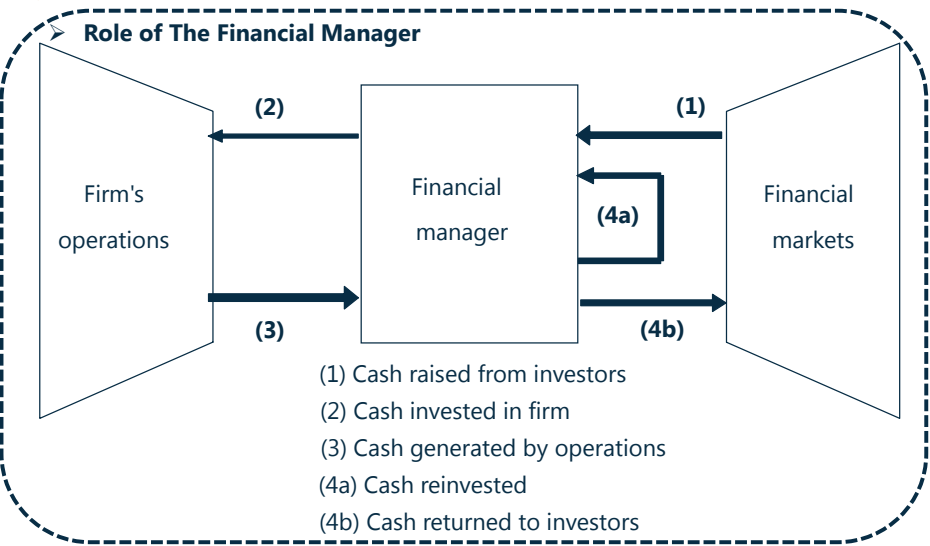 ➢ Role of The Financial Manager
(2)
(1)
Firm's
operations
Financial
manager
(4a)
Financial
markets
(3)
(4b)
(1) Cash raised from investors
(2) Cash invested in firm
(3) Cash generated by operations
(4a) Cash reinvested
(4b) Cash returned to investors